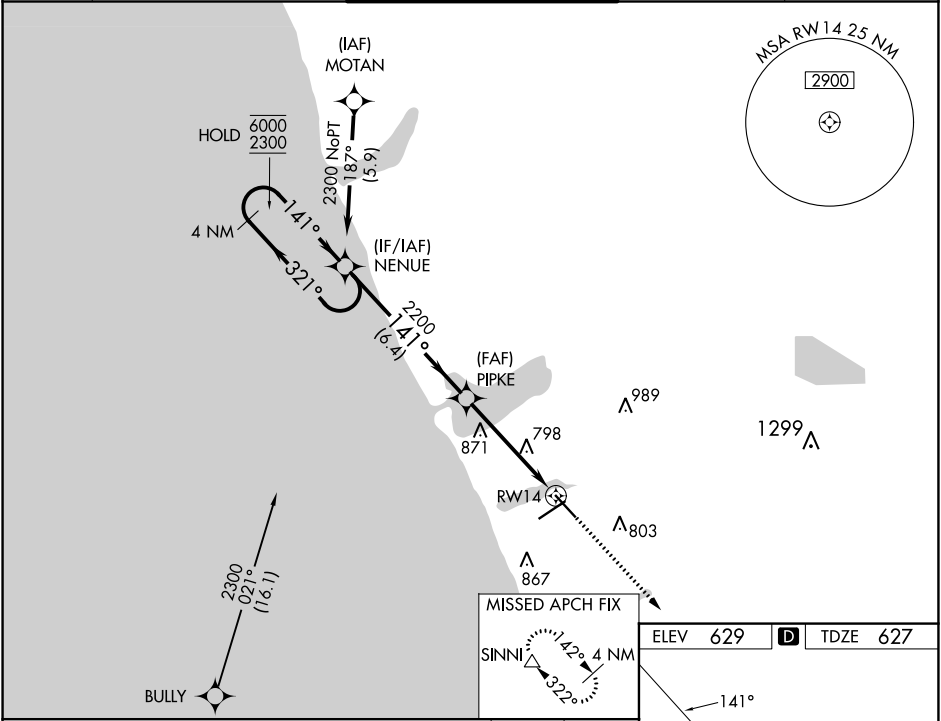 MSA RW14 25 NM
2900
(IAF)
MOTAN
HOLD
6000
2300
2300 NoPT
187°
(5.9)
4 NM
141°
321°
(IF/IAF)
NENUE
2200
141°
(6.4)
(FAF)
PIPKE
989
1299
871
798
RW14
803
867
2300
021°
(16.1)
BULLY
MISSED APCH FIX
SINNI
142°
4 NM
322°
ELEV 629 D TDZE 627
141°